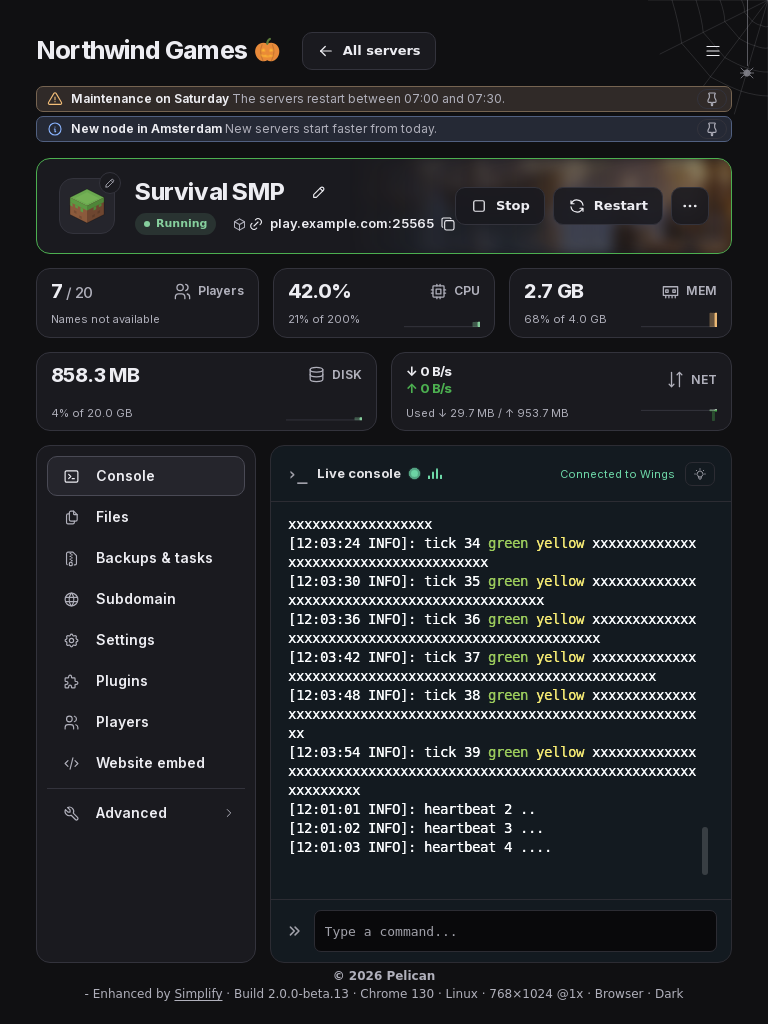 Northwind Games 🎃
All servers
Maintenance on Saturday The servers restart between 07:00 and 07:30.
New node in Amsterdam New servers start faster from today.
Survival SMP
Running
play.example.com:25565
Stop
Restart
7 / 20
Players
Names not available
42.0%
CPU
21% of 200%
2.7 GB
MEM
68% of 4.0 GB
858.3 MB
DISK
4% of 20.0 GB
↓ 0 B/s
↑ 0 B/s
NET
Used ↓ 29.7 MB / ↑ 953.7 MB
Console
Files
Backups & tasks
Subdomain
Settings
Plugins
Players
Website embed
Advanced
Live console
Connected to Wings
xxxxxxxxxxxxxxxxxx
[12:03:24 INFO]: tick 34 green yellow xxxxxxxxxxxxx
xxxxxxxxxxxxxxxxxxxxxxxxx
[12:03:30 INFO]: tick 35 green yellow xxxxxxxxxxxxx
xxxxxxxxxxxxxxxxxxxxxxxxxxxxxxxx
[12:03:36 INFO]: tick 36 green yellow xxxxxxxxxxxxx
xxxxxxxxxxxxxxxxxxxxxxxxxxxxxxxxxxxxxxx
[12:03:42 INFO]: tick 37 green yellow xxxxxxxxxxxxx
xxxxxxxxxxxxxxxxxxxxxxxxxxxxxxxxxxxxxxxxxxxxxx
[12:03:48 INFO]: tick 38 green yellow xxxxxxxxxxxxx
xxxxxxxxxxxxxxxxxxxxxxxxxxxxxxxxxxxxxxxxxxxxxxxxxxx
xx
[12:03:54 INFO]: tick 39 green yellow xxxxxxxxxxxxx
xxxxxxxxxxxxxxxxxxxxxxxxxxxxxxxxxxxxxxxxxxxxxxxxxxx
xxxxxxxxx
[12:01:01 INFO]: heartbeat 2 ..
[12:01:02 INFO]: heartbeat 3 ...
[12:01:03 INFO]: heartbeat 4 ....
Type a command...
© 2026 Pelican
- Enhanced by Simplify · Build 2.0.0-beta.13 · Chrome 130 · Linux · 768×1024 @1x · Browser · Dark